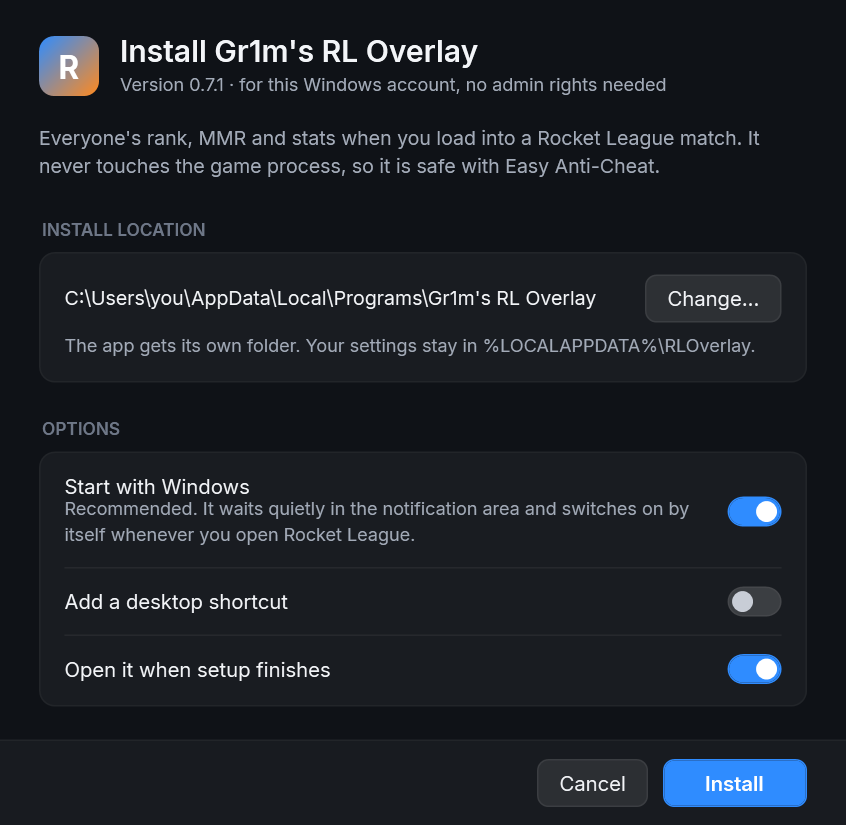 R
Install Gr1m's RL Overlay
Version 0.7.1 · for this Windows account, no admin rights needed
Everyone's rank, MMR and stats when you load into a Rocket League match. It
never touches the game process, so it is safe with Easy Anti-Cheat.
INSTALL LOCATION
C:\Users\you\AppData\Local\Programs\Gr1m's RL Overlay
Change...
The app gets its own folder. Your settings stay in %LOCALAPPDATA%\RLOverlay.
OPTIONS
Start with Windows
Recommended. It waits quietly in the notification area and switches on by
itself whenever you open Rocket League.
Add a desktop shortcut
Open it when setup finishes
Cancel
Install